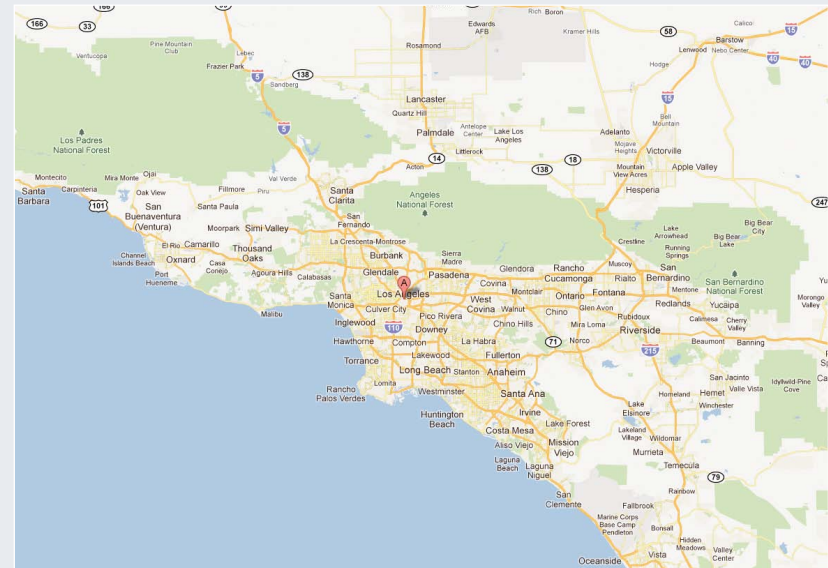 166
33
Edwards
AFB
Rich
Boron
Kramer Hills
58
Calico
15
Barstow
Lenwood
Nebo Center
40
40
Pine Mountain
Club
Ventucopa
Lebec
Frazier Park
5
138
Sandberg
Rosamond
Hodge
15
Bell
Mountain
Lancaster
Quartz Hill
Palmdale
Antelope
Center
Lake Los
Angeles
Littlerock
Adelanto
Mojave
Heights
Victorville
Mountain
View Acres
Apple Valley
Hesperia
5
14
138
18
247
Los Padres
National Forest
Acton
Montecito
Santa
Barbara
Carpinteria
Mira Monte
Ojai
Oak View
101
San
Buenaventura
(Ventura)
Santa Paula
Fillmore
Piru
Val Verde
Santa
Clarita
Angeles
National Forest
San
Fernando
El Rio
Camarillo
Moorpark
Simi Valley
Thousand
Oaks
Channel
Islands Beach
Oxnard
Port
Hueneme
Casa
Conejo
Agoura Hills
Calabasas
Malibu
La Crescenta-Montrose
Burbank
Sierra
Madre
Glendale
Pasadena
A
Los Angeles
Santa
Monica
Culver City
Glendora
Covina
West
Covina
Walnut
Montclair
Rancho
Cucamonga
Ontario
Fontana
Rialto
Muscoy
San
Bernardino
Crestline
Lake
Arrowhead
Running
Springs
Big Bear
Lake
Big Bear
City
San Bernardino
National Forest
Mentone
Redlands
Yucaipa
Yu
Morongo
Valley
Calimesa
Cherry
Valley
Beaumont
Banning
Inglewood
110
Pico Rivera
Downey
Hawthorne
Compton
La Habra
Chino Hills
Chino
Glen Avon
Mira Loma
Rubidoux
Riverside
71
Norco
215
Torrance
Lakewood
Fullerton
Lomita
Long Beach
Stanton
Anaheim
Rancho
Palos Verdes
Westminster
Santa Ana
Huntington
Beach
Irvine
Costa Mesa
Lake Forest
Aliso Viejo
Mission
Viejo
Laguna
Beach
Laguna
Niguel
San
Clemente
San Jacinto
Homeland
Hemet
Valle Vista
Winchester
Idyllwild-Pine
Cove
Lake
Elsinore
Lakeland
Village
Wildomar
Murrieta
Temecula
79
Rainbow
Fallbrook
Marine Corps
Base Camp
Pendleton
Bonsall
Hidden
Meadows
Valley
Center
Vista
Oceanside